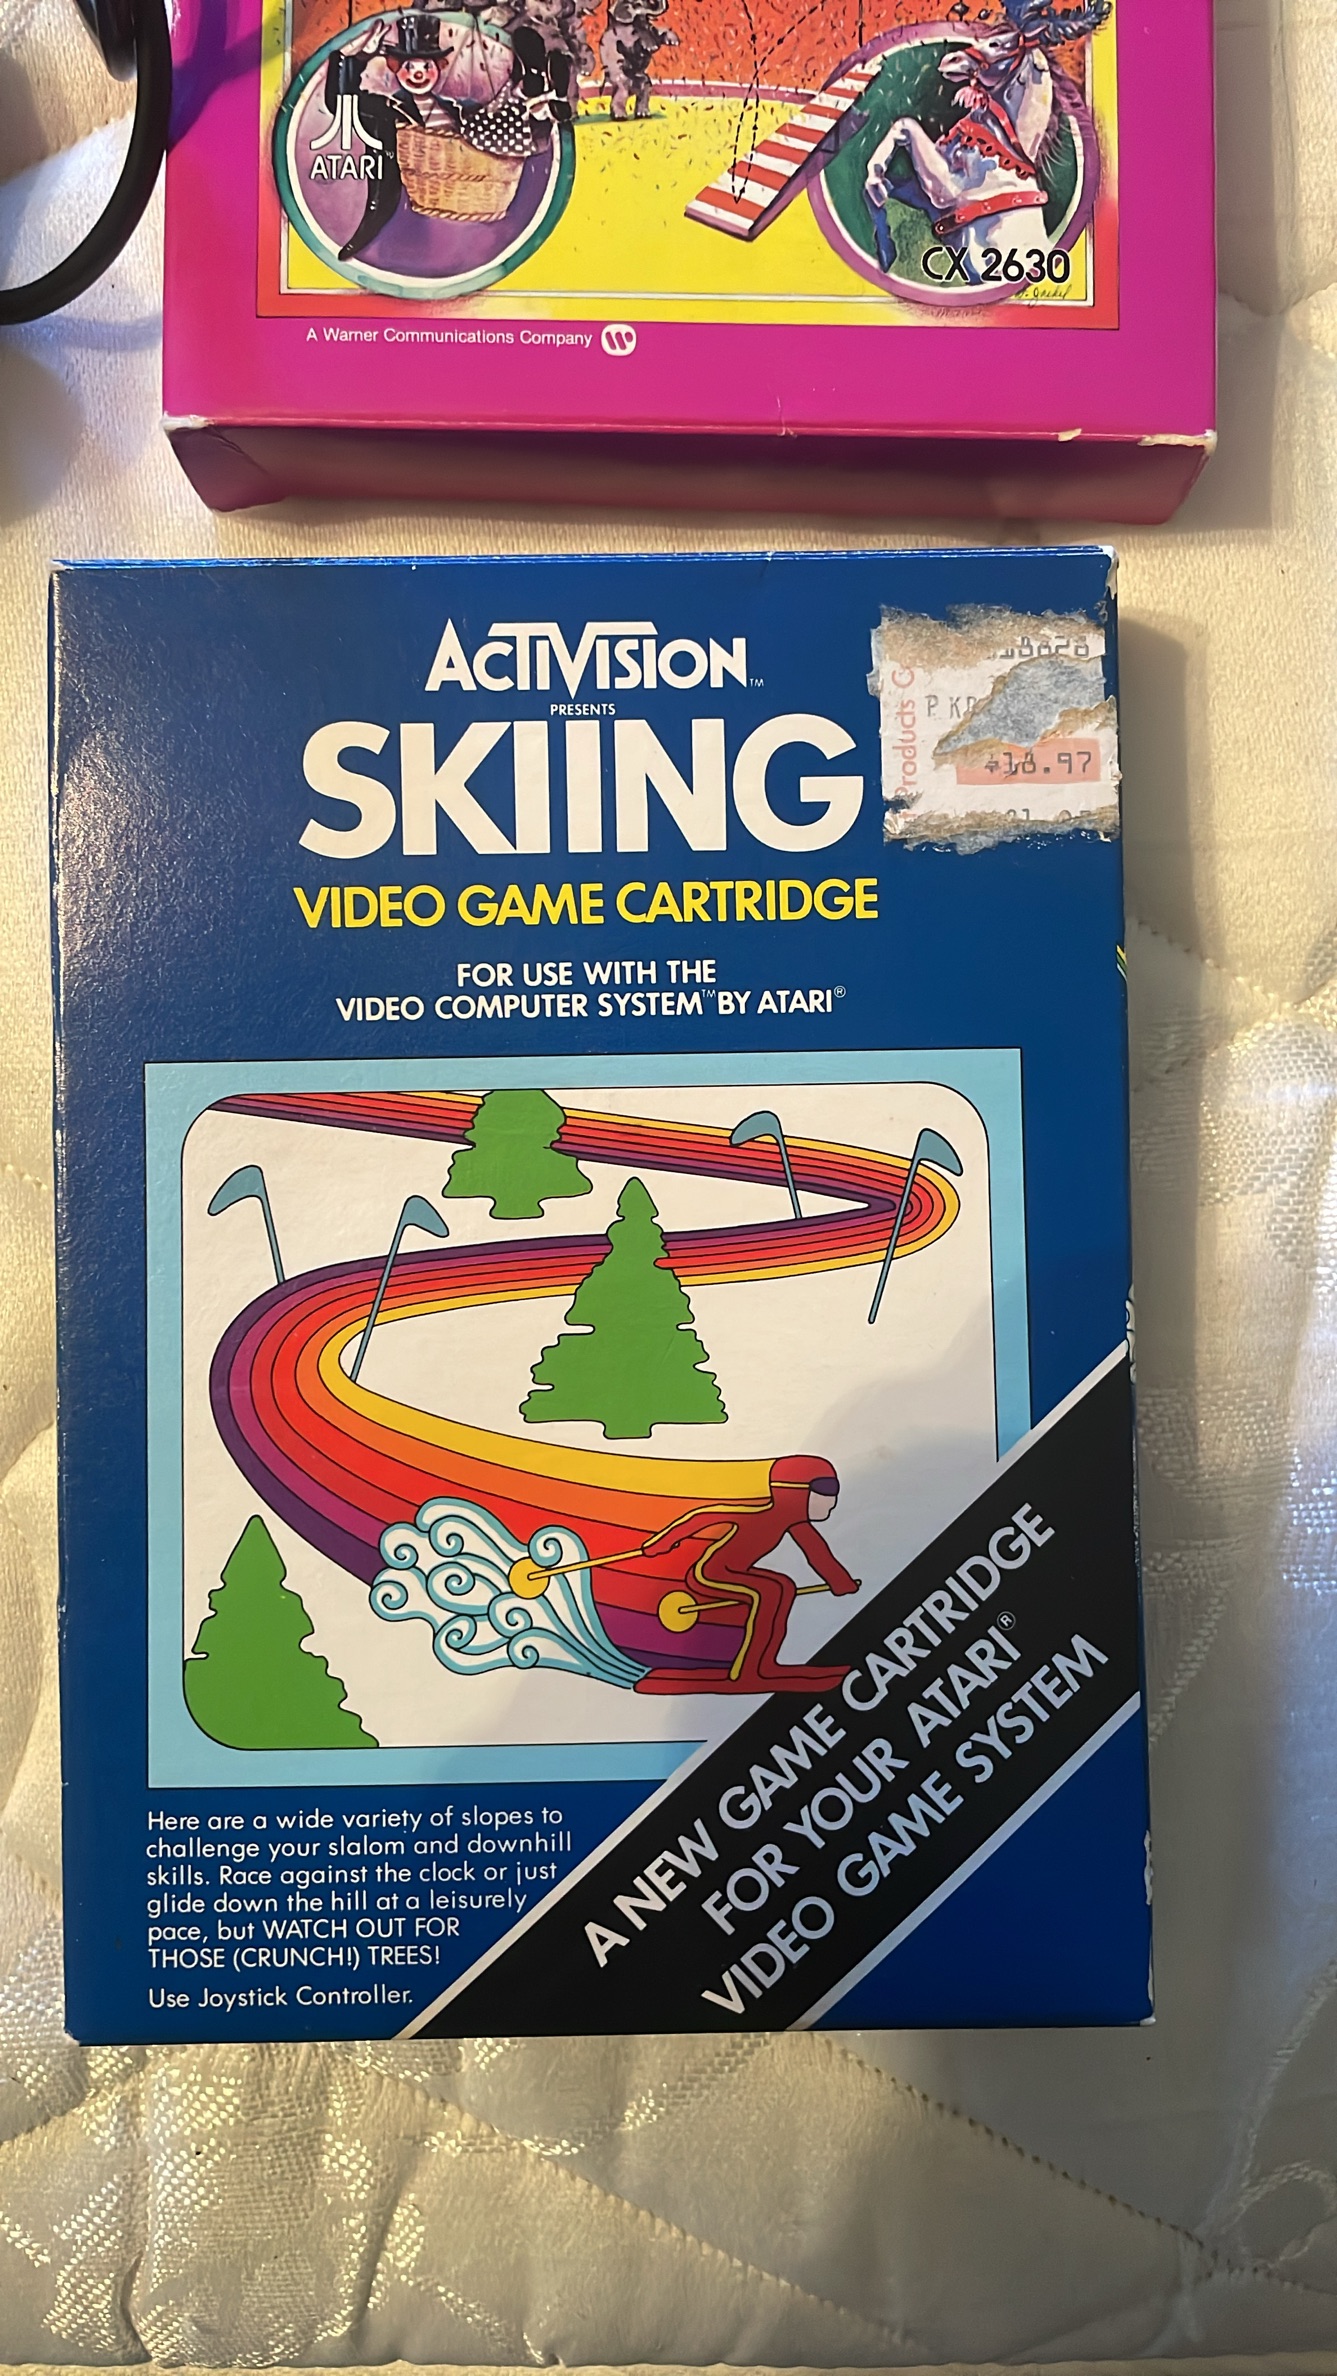 ATARI
CX 2630
A Warner Communications Company
ACTIVISION™
PRESENTS
SKIING
VIDEO GAME CARTRIDGE
FOR USE WITH THE
VIDEO COMPUTER SYSTEM™ BY ATARI®
Products
$18.97
A NEW GAME CARTRIDGE
FOR YOUR ATARI®
VIDEO GAME SYSTEM
Here are a wide variety of slopes to
challenge your slalom and downhill
skills. Race against the clock or just
glide down the hill at a leisurely
pace, but WATCH OUT FOR
THOSE (CRUNCH!) TREES!
Use Joystick Controller.